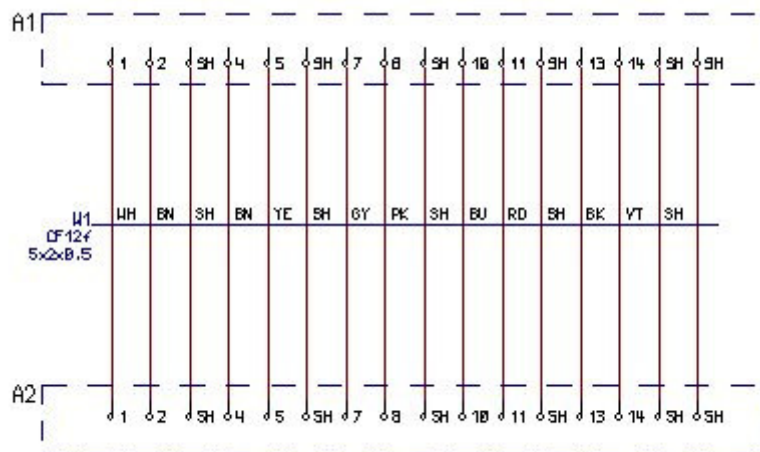 A1
1 2 SH 4 5 SH 7 8 SH 10 11 SH 13 14 SH SH
WH BN SH BN YE SH GY PK SH BU RD SH BK VT SH
W1
CF12f
5x2x0.5
A2
1 2 SH 4 5 SH 7 8 SH 10 11 SH 13 14 SH SH